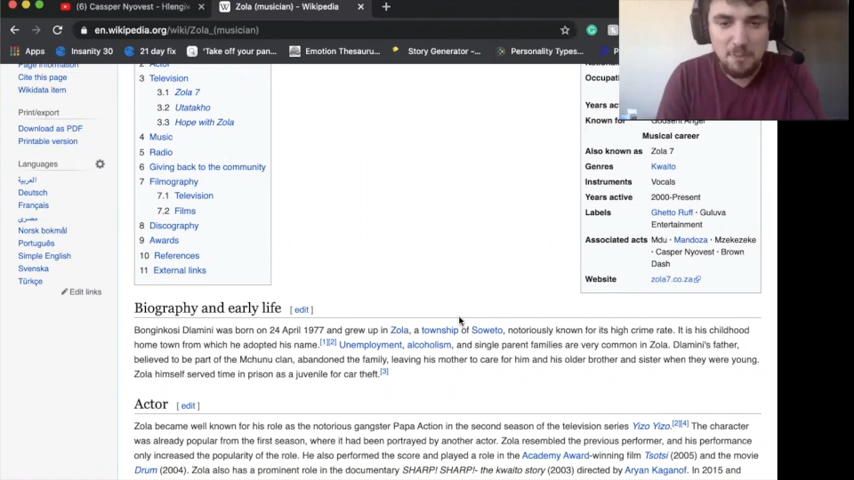 (6) Cassper Nyovest - Hlengiv
Zola (musician) - Wikipedia
en.wikipedia.org/wiki/Zola_(musician)
Apps
Insanity 30
21 day fix
'Take off your pan...
Emotion Thesauru...
Story Generator -...
Personality Types...
Page information
Cite this page
Wikidata item
Print/export
Download as PDF
Printable version
Languages
العربية
Deutsch
Français
مصرى
Norsk bokmål
Português
Simple English
Svenska
Türkçe
Edit links
2 Actor
3 Television
3.1 Zola 7
3.2 Utatakho
3.3 Hope with Zola
4 Music
5 Radio
6 Giving back to the community
7 Filmography
7.1 Television
7.2 Films
8 Discography
9 Awards
10 References
11 External links
Occupat
Years ac
Known for
Musical career
Also known as Zola 7
Genres Kwaito
Instruments Vocals
Years active 2000-Present
Labels Ghetto Ruff · Guluva
Entertainment
Associated acts Mdu · Mandoza · Mzekezeke
· Cassper Nyovest · Brown
Dash
Website zola7.co.za
Biography and early life [ edit ]
Bonginkosi Dlamini was born on 24 April 1977 and grew up in Zola, a township of Soweto, notoriously known for its high crime rate. It is his childhood
home town from which he adopted his name.[1][2] Unemployment, alcoholism, and single parent families are very common in Zola. Dlamini's father,
believed to be part of the Mchunu clan, abandoned the family, leaving his mother to care for him and his older brother and sister when they were young.
Zola himself served time in prison as a juvenile for car theft.[3]
Actor [ edit ]
Zola became well known for his role as the notorious gangster Papa Action in the second season of the television series Yizo Yizo.[2][4] The character
was already popular from the first season, where it had been portrayed by another actor. Zola resembled the previous performer, and his performance
only increased the popularity of the role. He also performed the score and played a role in the Academy Award-winning film Tsotsi (2005) and the movie
Drum (2004). Zola also has a prominent role in the documentary SHARP! SHARP!- the kwaito story (2003) directed by Aryan Kaganof. In 2015 and